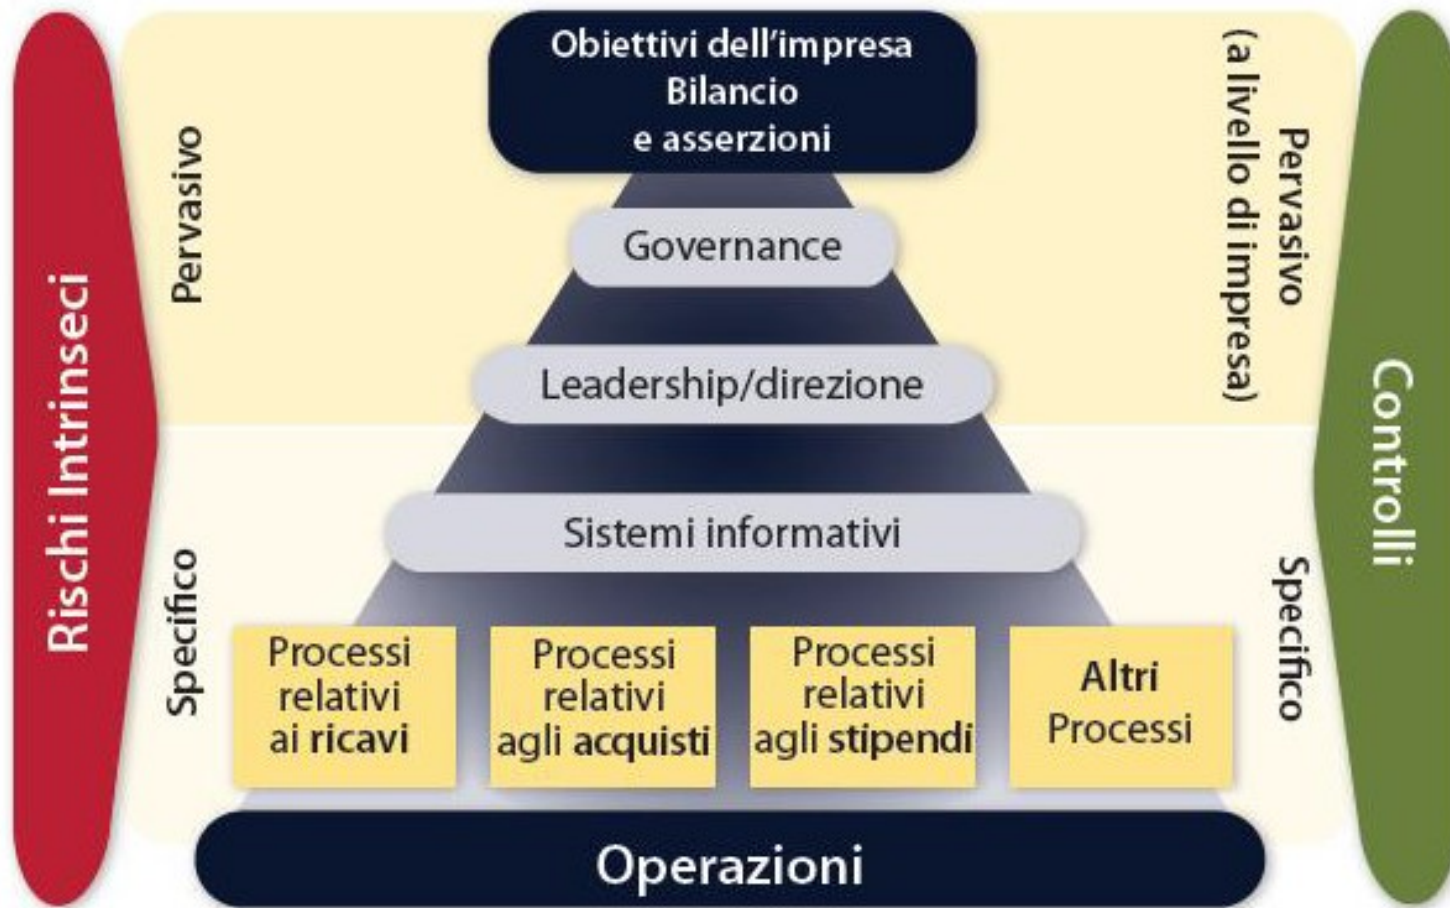 Obiettivi dell'impresa
Bilancio
e asserzioni
Rischi Intrinseci
Pervasivo
Governance
Leadership/direzione
Pervasivo
(a livello di impresa)
Controlli
Specifico
Sistemi informativi
Processi
relativi
ai ricavi
Processi
relativi
agli acquisti
Processi
relativi
agli stipendi
Altri
Processi
Specifico
Operazioni